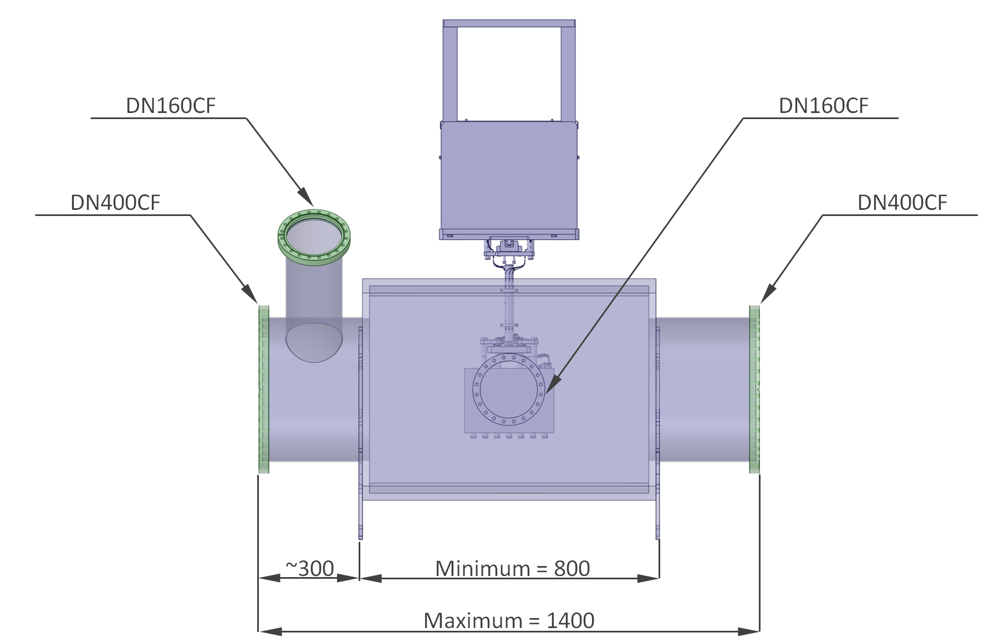 DN160CF
DN160CF
DN400CF
DN400CF
~300
Minimum = 800
Maximum = 1400